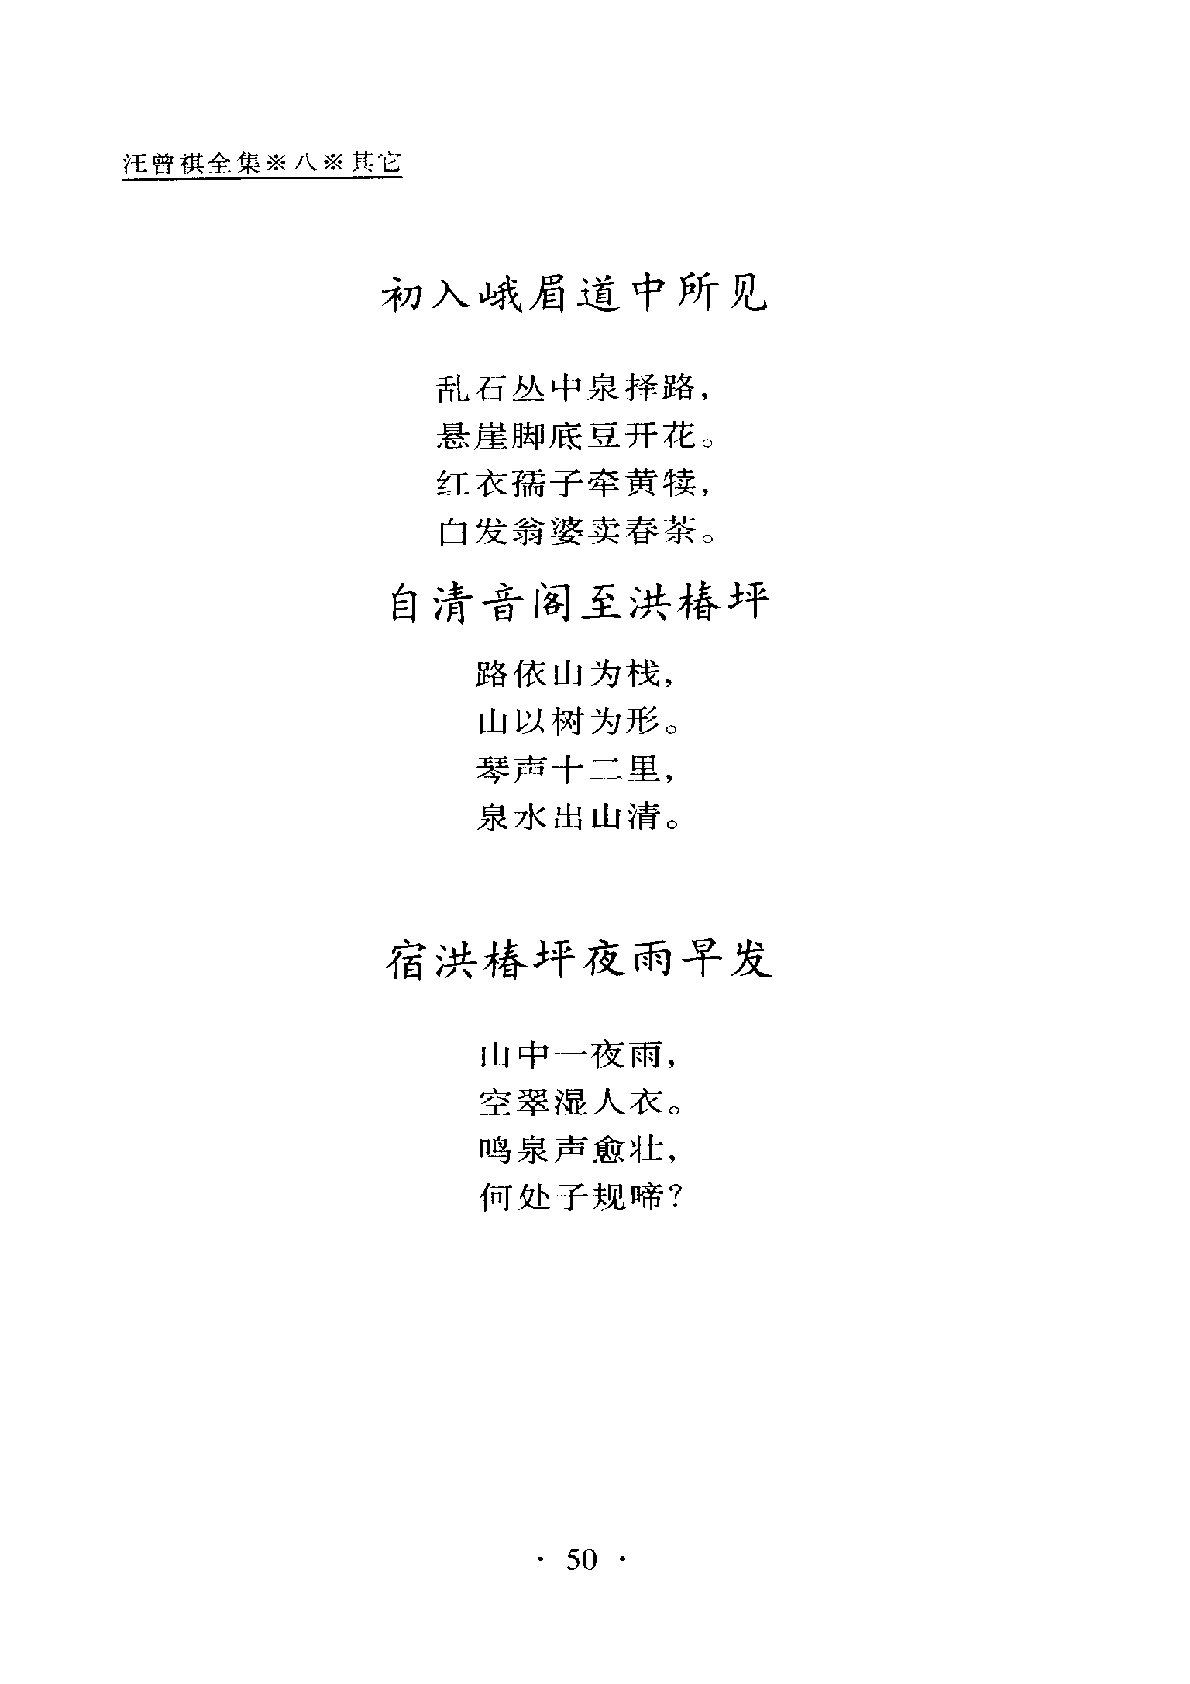 汪曾祺全集※八※其它
初入峨眉道中所见
乱石丛中泉择路，
悬崖脚底豆开花。
红衣孺子牵黄犊，
白发翁婆卖春茶。
自清音阁至洪椿坪
路依山为栈，
山以树为形。
琴声十二里，
泉水出山清。
宿洪椿坪夜雨早发
山中一夜雨，
空翠湿人衣。
鸣泉声愈壮，
何处子规啼？
· 50 ·